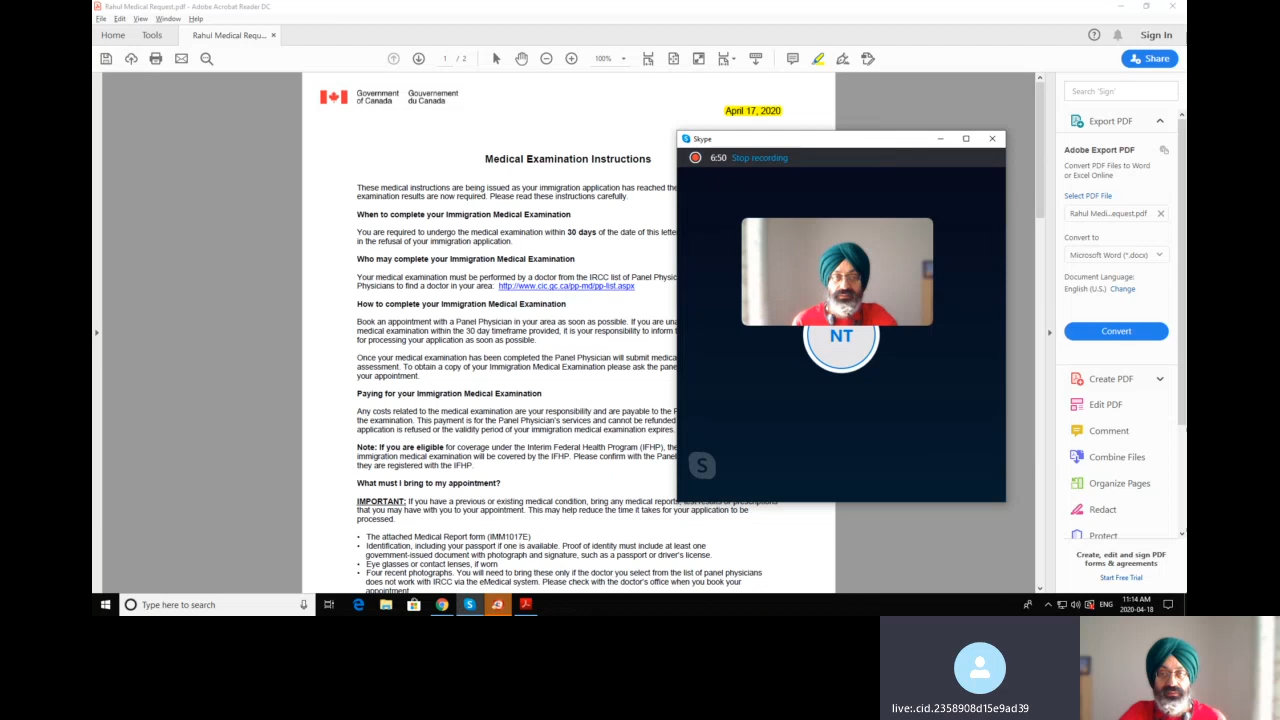 Rahul Medical Request.pdf - Adobe Acrobat Reader DC
File Edit View Window Help
Home Tools Rahul Medical Requ... ×
Sign In
1 / 2
100%
Share
Government of Canada
Gouvernement du Canada
April 17, 2020
Medical Examination Instructions
These medical instructions are being issued as your immigration application has reached the
examination results are now required. Please read these instructions carefully.
When to complete your Immigration Medical Examination
You are required to undergo the medical examination within 30 days of the date of this lette
in the refusal of your immigration application.
Who may complete your Immigration Medical Examination
Your medical examination must be performed by a doctor from the IRCC list of Panel Physic
Physicians to find a doctor in your area: http://www.cic.gc.ca/pp-md/pp-list.aspx
How to complete your Immigration Medical Examination
Book an appointment with a Panel Physician in your area as soon as possible. If you are una
medical examination within the 30 day timeframe provided, it is your responsibility to inform t
for processing your application as soon as possible.
Once your medical examination has been completed the Panel Physician will submit medica
assessment. To obtain a copy of your Immigration Medical Examination please ask the pane
your appointment.
Paying for your Immigration Medical Examination
Any costs related to the medical examination are your responsibility and are payable to the P
the examination. This payment is for the Panel Physician's services and cannot be refunded
application is refused or the validity period of your immigration medical examination expires.
Note: If you are eligible for coverage under the Interim Federal Health Program (IFHP), the
immigration medical examination will be covered by the IFHP. Please confirm with the Panel
they are registered with the IFHP.
What must I bring to my appointment?
IMPORTANT: If you have a previous or existing medical condition, bring any medical reports, test results or prescriptions
that you may have with you to your appointment. This may help reduce the time it takes for your application to be
processed.
• The attached Medical Report form (IMM1017E)
• Identification, including your passport if one is available. Proof of identity must include at least one
government-issued document with photograph and signature, such as a passport or driver's license.
• Eye glasses or contact lenses, if worn
• Four recent photographs. You will need to bring these only if the doctor you select from the list of panel physicians
does not work with IRCC via the eMedical system. Please check with the doctor's office when you book your
appointment.
Skype
6:50 Stop recording
NT
S
Search 'Sign'
Export PDF
Adobe Export PDF
Convert PDF Files to Word
or Excel Online
Select PDF File
Rahul Medi...equest.pdf
Convert to
Microsoft Word (*.docx)
Document Language:
English (U.S.) Change
Convert
Create PDF
Edit PDF
Comment
Combine Files
Organize Pages
Redact
Protect
Create, edit and sign PDF
forms & agreements
Start Free Trial
Type here to search
ENG
11:14 AM
2020-04-18
live:.cid.2358908d15e9ad39